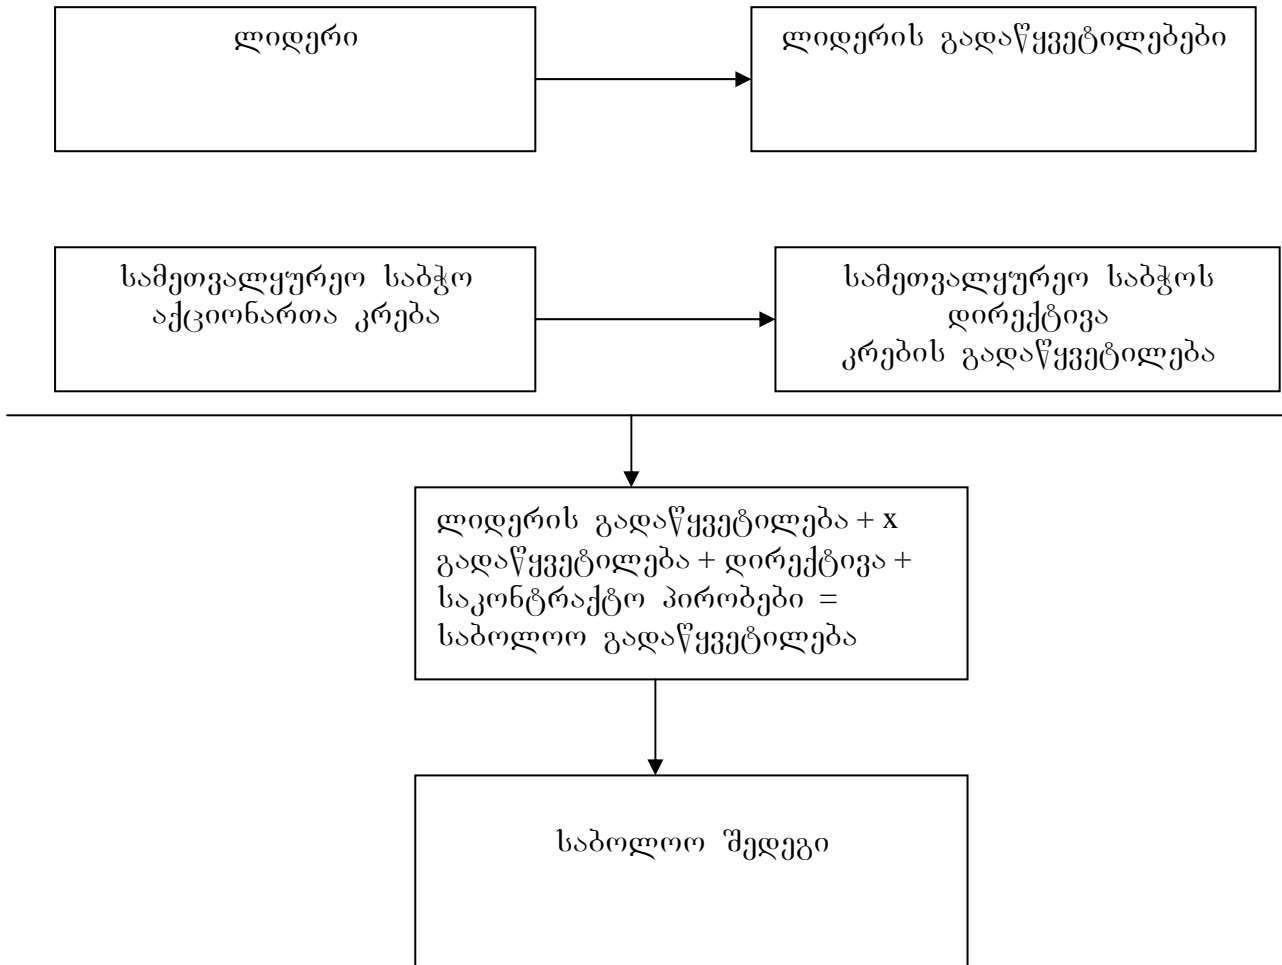 ლიდერი
ლიდერის გადაწყვეტილებები
სამეთვალყურეო საბჭო
აქციონართა კრება
სამეთვალყურეო საბჭოს
დირექტივა
კრების გადაწყვეტილება
ლიდერის გადაწყვეტილება + x
გადაწყვეტილება + დირექტივა +
საკონტრაქტო პირობები =
საბოლოო გადაწყვეტილება
საბოლოო შედეგი